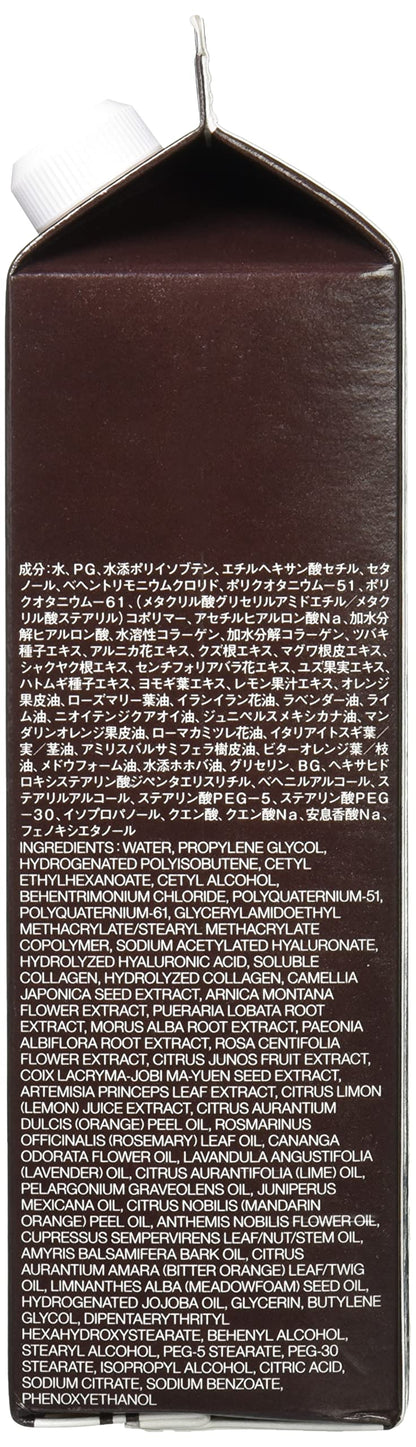 成分：水、PG、水添ポリイソブテン、エチルヘキサン酸セチル、セタ
ノール、ベヘントリモニウムクロリド、ポリクオタニウムー51、ポリ
クオタニウムー61、（メタクリル酸グリセリルアミドエチル／メタク
リル酸ステアリル）コポリマー、アセチルヒアルロン酸Na、加水分
解ヒアルロン酸、水溶性コラーゲン、加水分解コラーゲン、ツバキ
種子エキス、アルニカ花エキス、クズ根エキス、マグワ根皮エキス、
シャクヤク根エキス、センチフォリアバラ花エキス、ユズ果実エキス、
ハトムギ種子エキス、ヨモギ葉エキス、レモン果汁エキス、オレンジ
果皮油、ローズマリー葉油、イランイラン花油、ラベンダー油、ライ
ム油、ニオイテンジクアオイ油、ジュニペルスメキシカナ油、マン
ダリンオレンジ果皮油、ローマカミツレ花油、イタリアイトスギ葉／
実／茎油、アミリスバルサミフェラ樹皮油、ビターオレンジ葉／枝
油、メドウフォーム油、水添ホホバ油、グリセリン、BG、ヘキサヒド
ロキシステアリン酸ジペンタエリスリチル、ベヘニルアルコール、ス
テアリルアルコール、ステアリン酸PEG－5、ステアリン酸PEG
－30、イソプロパノール、クエン酸、クエン酸Na、安息香酸Na、
フェノキシエタノール
INGREDIENTS: WATER, PROPYLENE GLYCOL,
HYDROGENATED POLYISOBUTENE, CETYL
ETHYLHEXANOATE, CETYL ALCOHOL,
BEHENTRIMONIUM CHLORIDE, POLYQUATERNIUM-51,
POLYQUATERNIUM-61, GLYCERYLAMIDOETHYL
METHACRYLATE/STEARYL METHACRYLATE
COPOLYMER, SODIUM ACETYLATED HYALURONATE,
HYDROLYZED HYALURONIC ACID, SOLUBLE
COLLAGEN, HYDROLYZED COLLAGEN, CAMELLIA
JAPONICA SEED EXTRACT, ARNICA MONTANA
FLOWER EXTRACT, PUERARIA LOBATA ROOT
EXTRACT, MORUS ALBA ROOT EXTRACT, PAEONIA
ALBIFLORA ROOT EXTRACT, ROSA CENTIFOLIA
FLOWER EXTRACT, CITRUS JUNOS FRUIT EXTRACT,
COIX LACRYMA-JOBI MA-YUEN SEED EXTRACT,
ARTEMISIA PRINCEPS LEAF EXTRACT, CITRUS LIMON
(LEMON) JUICE EXTRACT, CITRUS AURANTIUM
DULCIS (ORANGE) PEEL OIL, ROSMARINUS
OFFICINALIS (ROSEMARY) LEAF OIL, CANANGA
ODORATA FLOWER OIL, LAVANDULA ANGUSTIFOLIA
(LAVENDER) OIL, CITRUS AURANTIFOLIA (LIME) OIL,
PELARGONIUM GRAVEOLENS OIL, JUNIPERUS
MEXICANA OIL, CITRUS NOBILIS (MANDARIN
ORANGE) PEEL OIL, ANTHEMIS NOBILIS FLOWER OIL,
CUPRESSUS SEMPERVIRENS LEAF/NUT/STEM OIL,
AMYRIS BALSAMIFERA BARK OIL, CITRUS
AURANTIUM AMARA (BITTER ORANGE) LEAF/TWIG
OIL, LIMNANTHES ALBA (MEADOWFOAM) SEED OIL,
HYDROGENATED JOJOBA OIL, GLYCERIN, BUTYLENE
GLYCOL, DIPENTAERYTHRITYL
HEXAHYDROXYSTEARATE, BEHENYL ALCOHOL,
STEARYL ALCOHOL, PEG-5 STEARATE, PEG-30
STEARATE, ISOPROPYL ALCOHOL, CITRIC ACID,
SODIUM CITRATE, SODIUM BENZOATE,
PHENOXYETHANOL